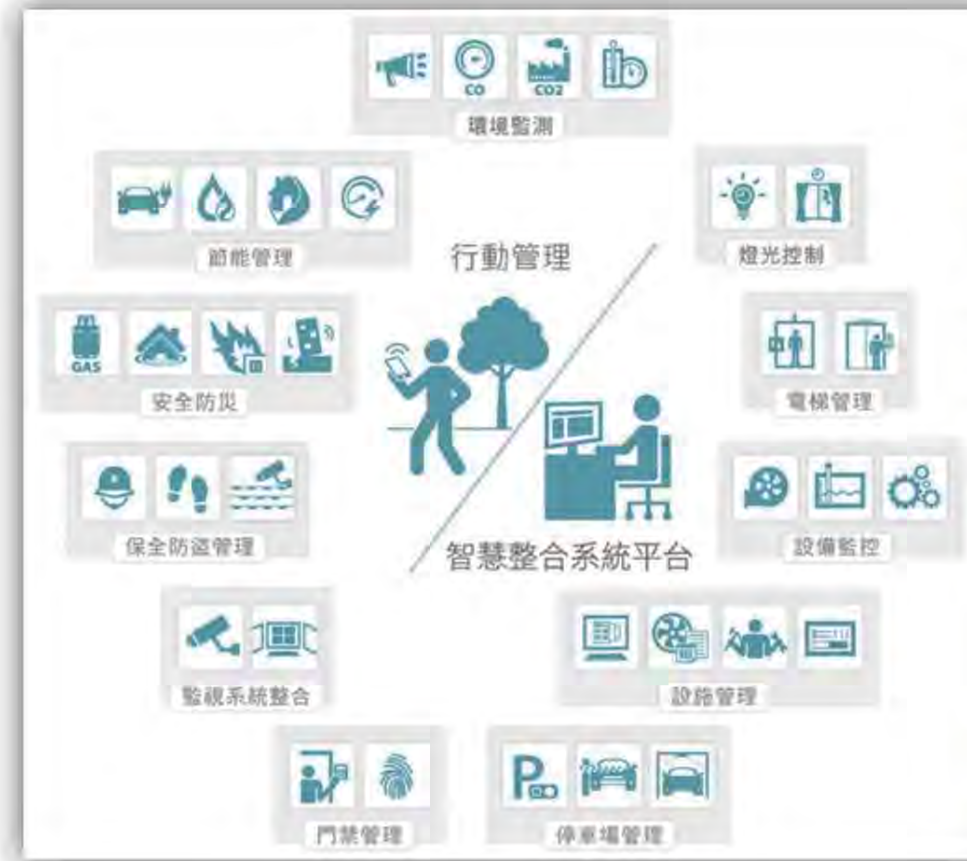 CO
CO2
環境監測
節能管理
燈光控制
行動管理
GAS
安全防災
電梯管理
保全防盜管理
設備監控
智慧整合系統平台
監視系統整合
設施管理
門禁管理
P
停車場管理